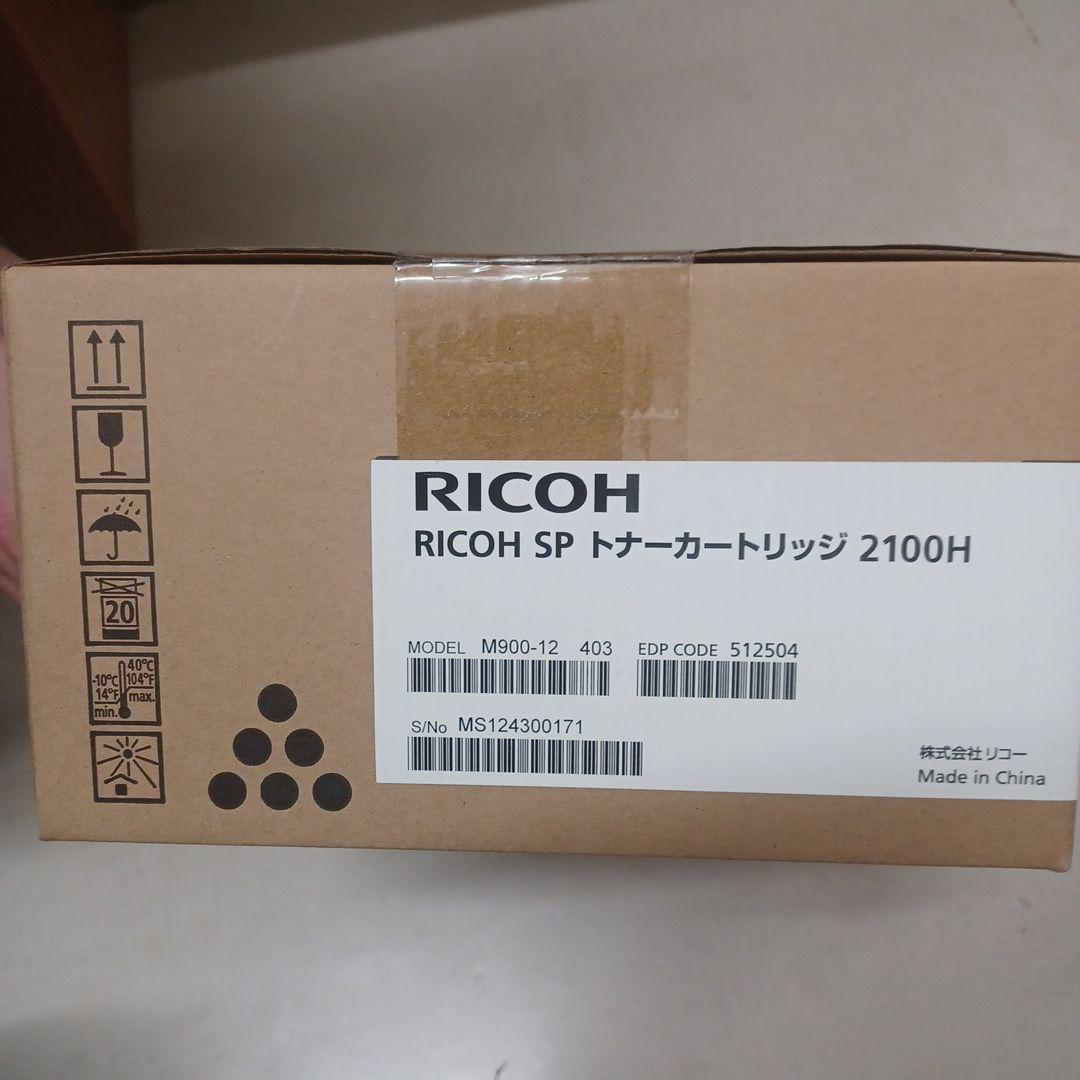 20
40°C
-10°C 104°F
14°F max.
min.
RICOH
RICOH SP トナーカートリッジ 2100H
MODEL M900-12 403 EDP CODE 512504
S/No MS124300171
株式会社リコー
Made in China